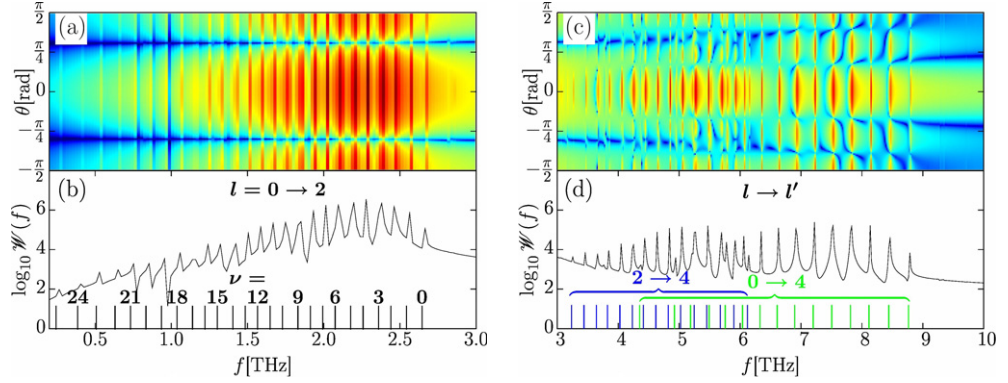 (a)
π/2
π/4
0
−π/4
−π/2
θ[rad]
(b)
l = 0 → 2
6
4
2
log₁₀ 𝒲(f)
ν =
24 21 18 15 12 9 6 3 0
0.5 1.0 1.5 2.0 2.5 3.0
f[THz]
(c)
π/2
π/4
0
−π/4
−π/2
θ[rad]
(d)
l → l′
6
4
2
log₁₀ 𝒲(f)
2 → 4
0 → 4
3 4 5 6 7 8 9 10
f[THz]